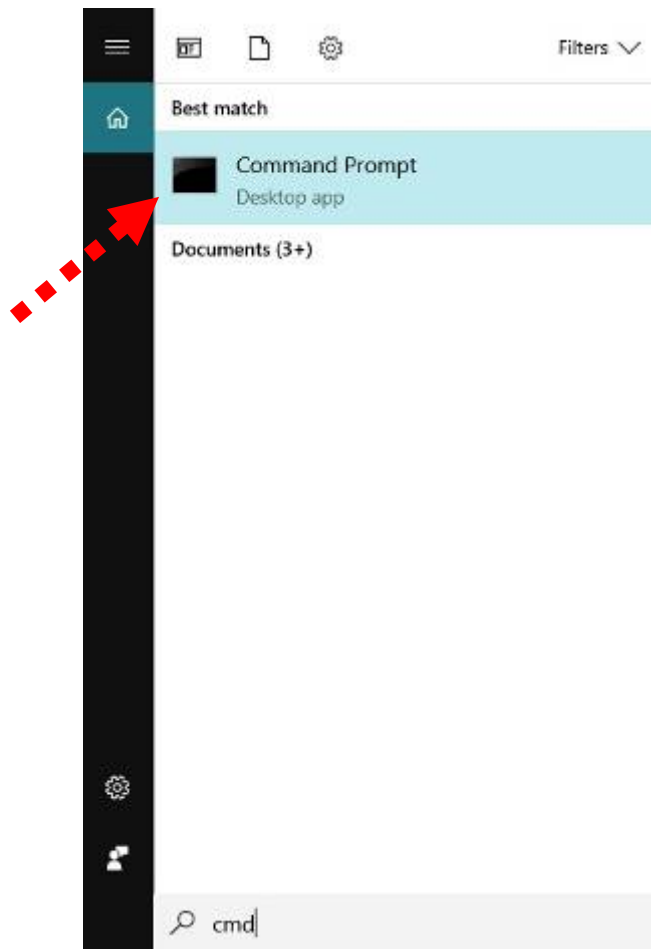 Filters
Best match
Command Prompt
Desktop app
Documents (3+)
cmd